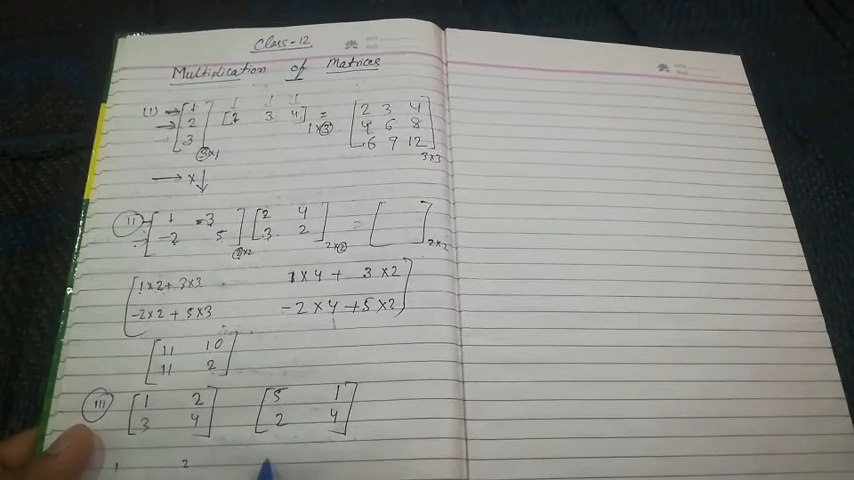 Class-12
Multiplication of Matrices
(I) [1 2 3] 3×1 [2 3 4] 1×3 = [2 3 4
4 6 8
6 9 12] 3×3
→ × ↓
(II) [1 3
-2 5] 2×2 [2 4
3 2] 2×2 = [ ] 2×2
[1×2+3×3 1×4+ 3×2
-2×2+5×3 -2×4+5×2]
[11 10
11 2]
(III) [1 2
3 4] [5 1
2 4]
1 2